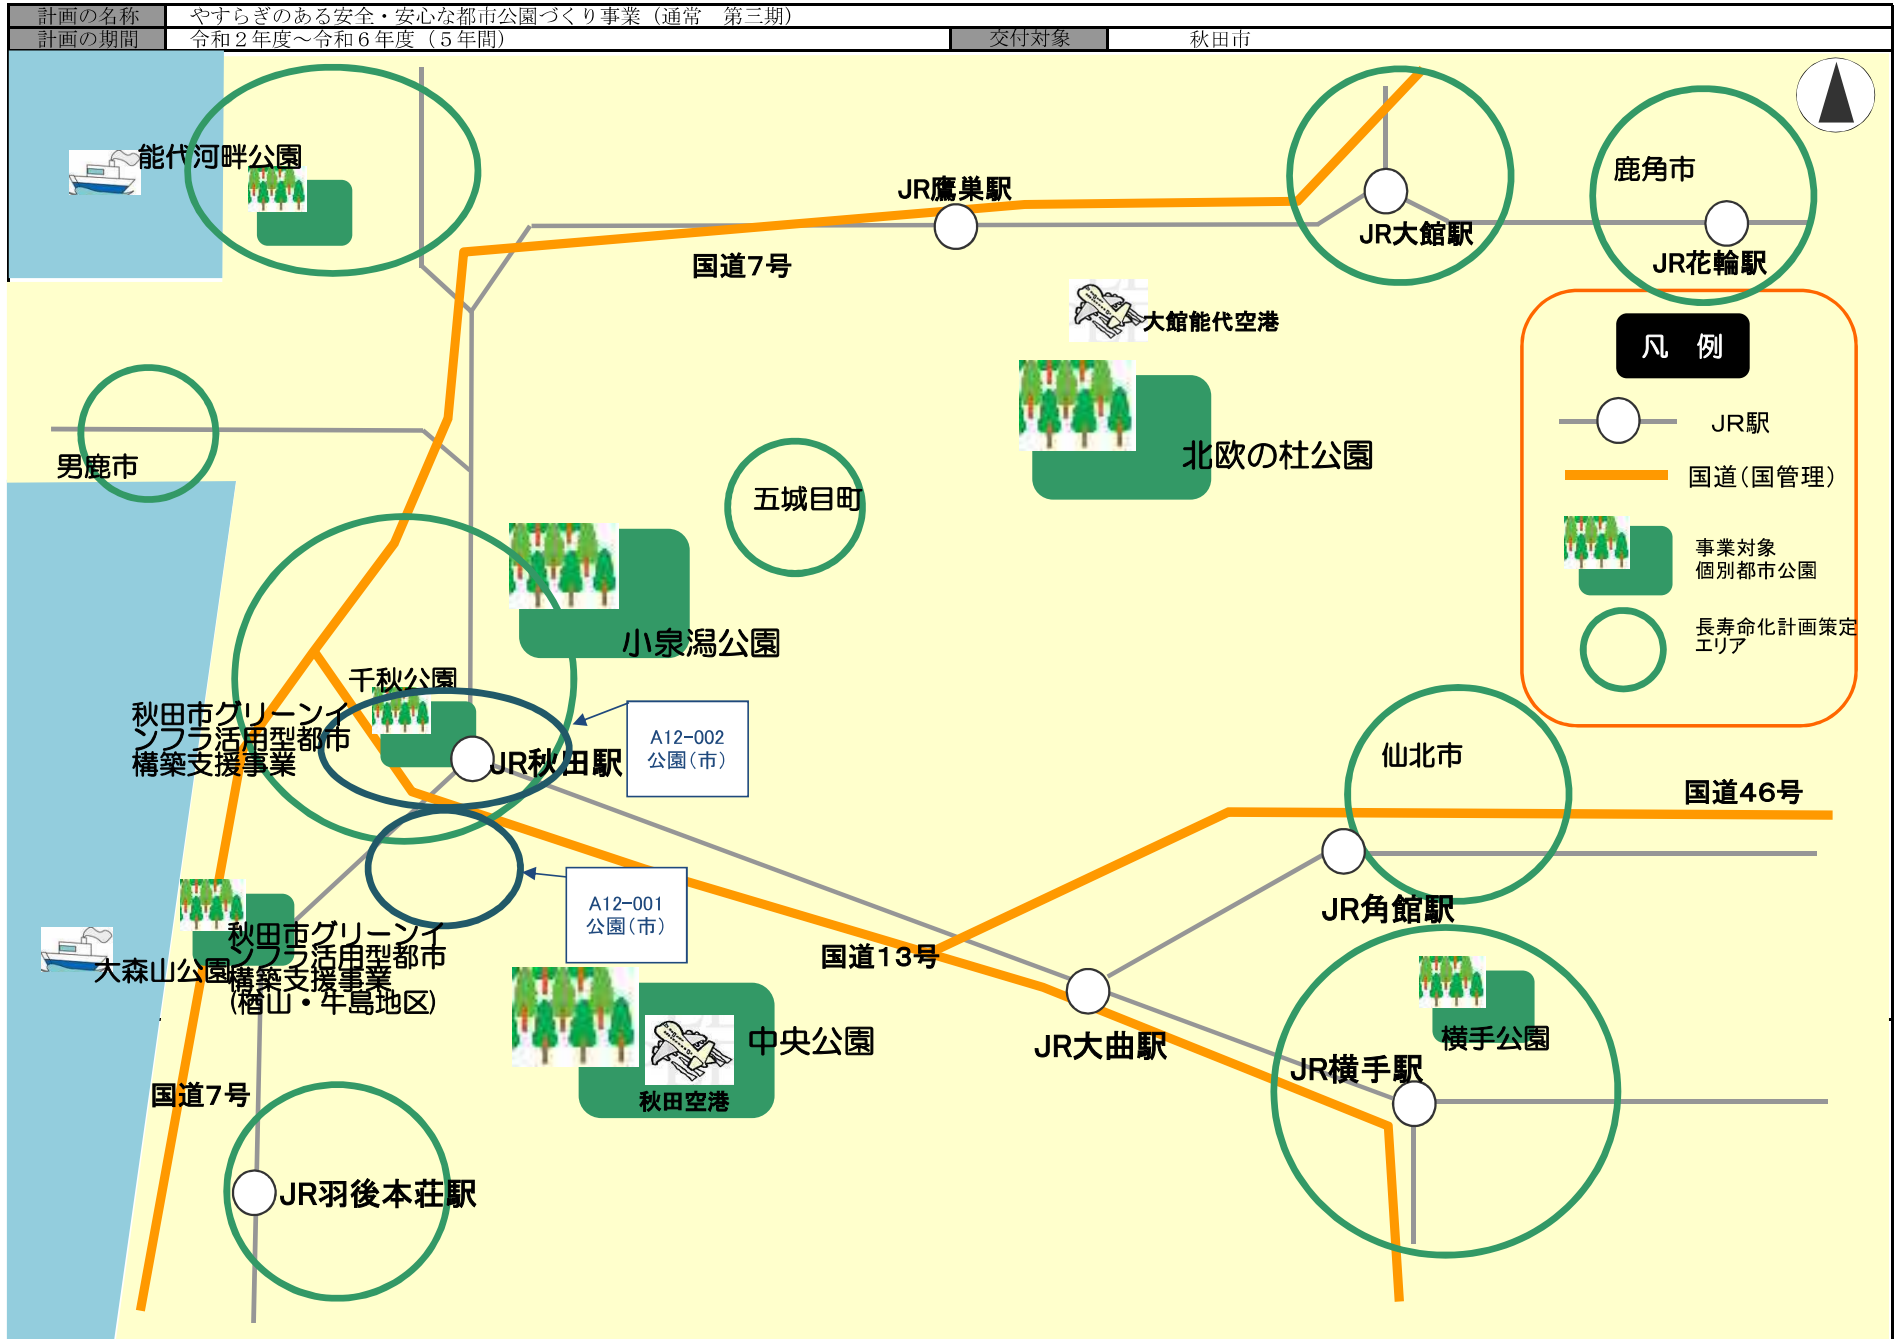 計画の名称　やすらぎのある安全・安心な都市公園づくり事業（通常　第三期）
計画の期間　令和２年度～令和６年度（５年間）　交付対象　秋田市
能代河畔公園
JR鷹巣駅
国道7号
JR大館駅
鹿角市
JR花輪駅
大館能代空港
凡　例
JR駅
国道（国管理）
事業対象
個別都市公園
長寿命化計画策定
エリア
男鹿市
五城目町
北欧の杜公園
小泉潟公園
千秋公園
秋田市グリーンイ
ンフラ活用型都市
構築支援事業
JR秋田駅
A12-002
公園（市）
仙北市
国道46号
A12-001
公園（市）
JR角館駅
大森山公園
秋田市グリーンイ
ンフラ活用型都市
構築支援事業
(楢山・牛島地区)
国道13号
中央公園
秋田空港
JR大曲駅
横手公園
JR横手駅
国道7号
JR羽後本荘駅